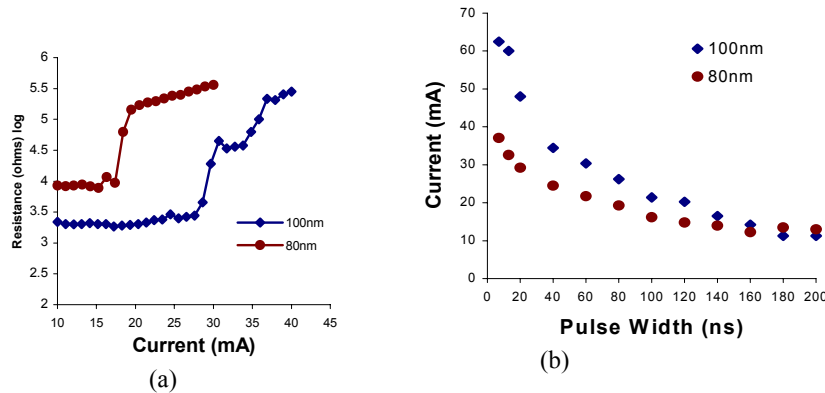 6
5.5
5
4.5
4
3.5
3
2.5
2
Resistance (ohms) log
10 15 20 25 30 35 40 45
Current (mA)
100nm
80nm
(a)
70
60
50
40
30
20
10
0
Current (mA)
0 20 40 60 80 100 120 140 160 180 200
Pulse Width (ns)
100nm
80nm
(b)